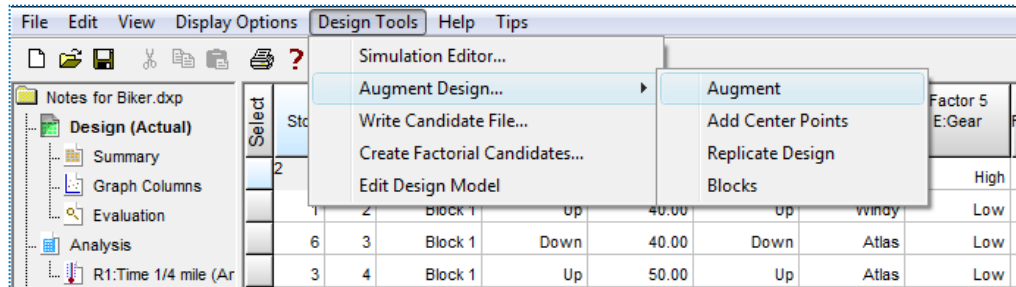 File Edit View Display Options Design Tools Help Tips
?
Simulation Editor...
Notes for Biker.dxp
Select
Augment Design...
Augment
Factor 5
E:Gear
Design (Actual)
Write Candidate File...
Add Center Points
Summary
Create Factorial Candidates...
Replicate Design
Graph Columns
2
Edit Design Model
Blocks
High
Evaluation
1 2 Block 1 Up 40.00 Up Windy Low
Analysis
6 3 Block 1 Down 40.00 Down Atlas Low
R1:Time 1/4 mile (Ar
3 4 Block 1 Up 50.00 Up Atlas Low